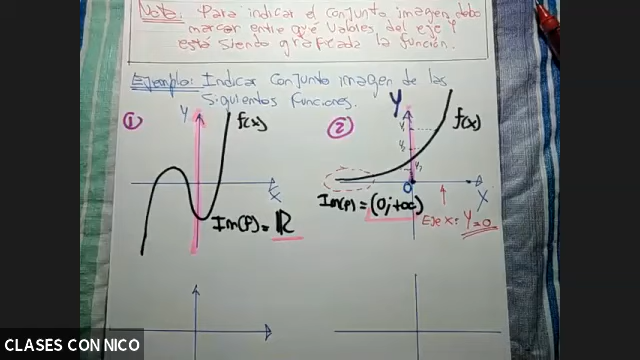 Nota: Para indicar el conjunto imagen debo
marcar entre qué valores del eje Y
está siendo graficada la función.
Ejemplo: Indicar conjunto imagen de las
siguientes funciones.
①
Y
f(x)
X
Im(f) = ℝ
②
Y
f(x)
0
X
Im(f) = (0; +∞)
Eje X: Y=0
CLASES CON NICO